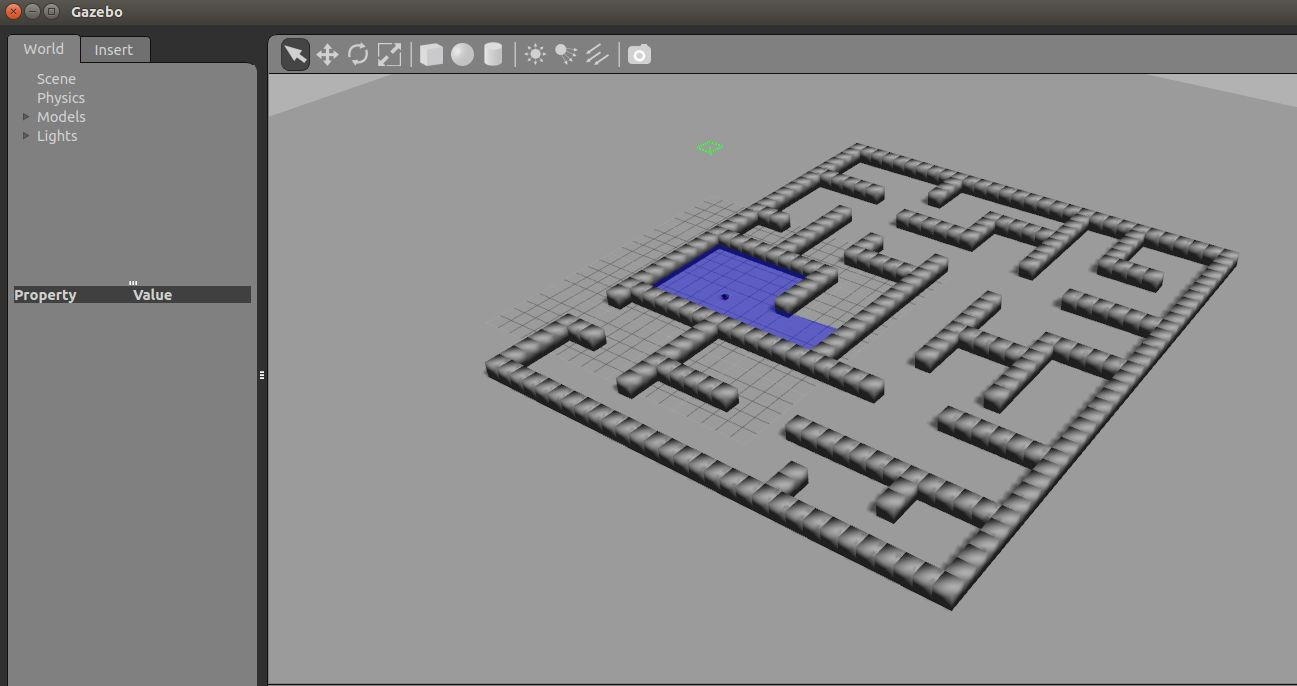 Gazebo
World Insert
Scene
Physics
Models
Lights
Property Value